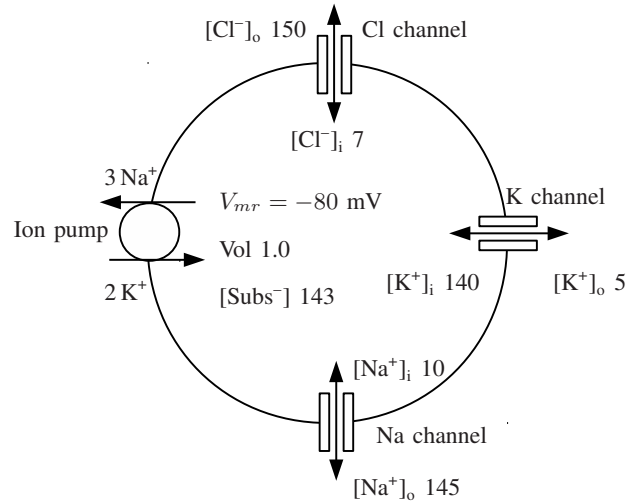 [Cl⁻]ₒ 150 Cl channel
[Cl⁻]ᵢ 7
3 Na⁺
Ion pump
2 K⁺
V_mr = −80 mV
Vol 1.0
[Subs⁻] 143
K channel
[K⁺]ᵢ 140 [K⁺]ₒ 5
[Na⁺]ᵢ 10
Na channel
[Na⁺]ₒ 145